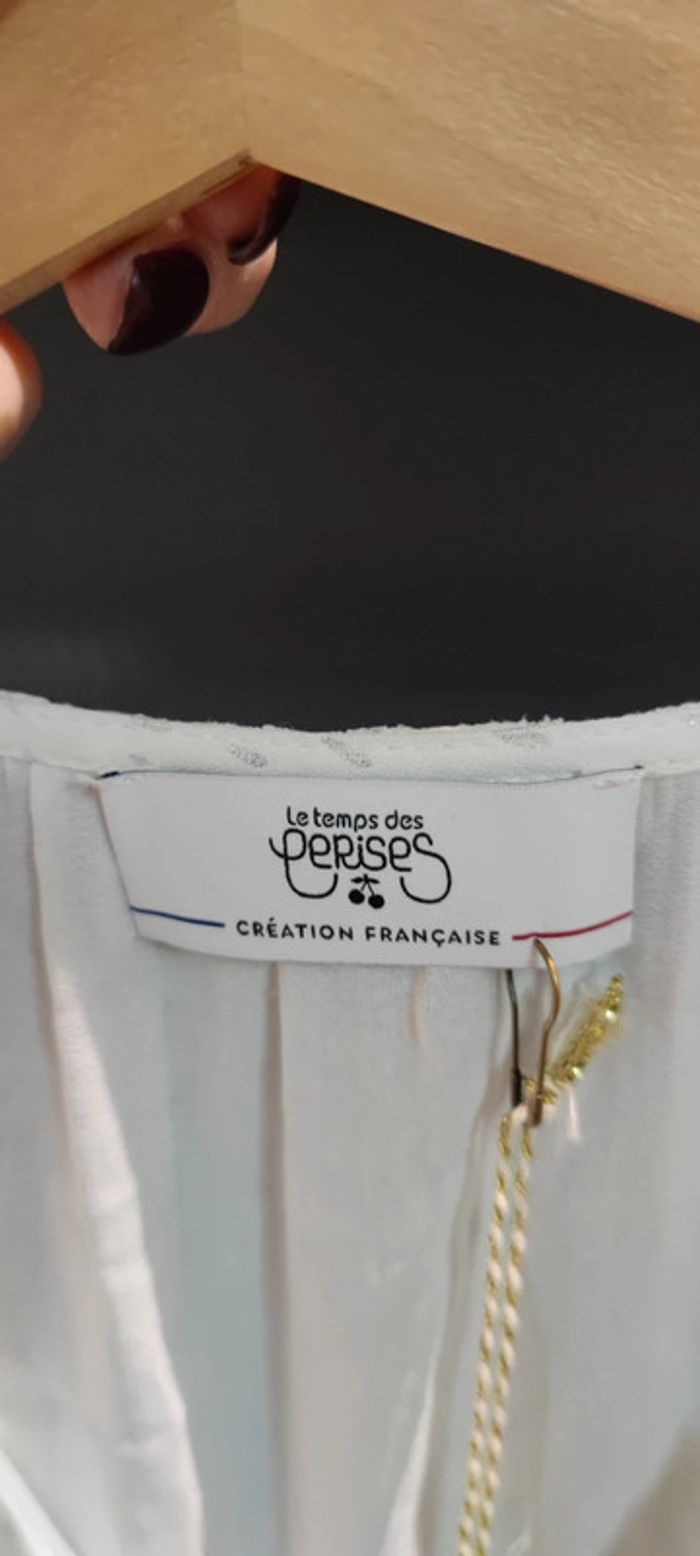 Le temps des
cerises
CRÉATION FRANÇAISE